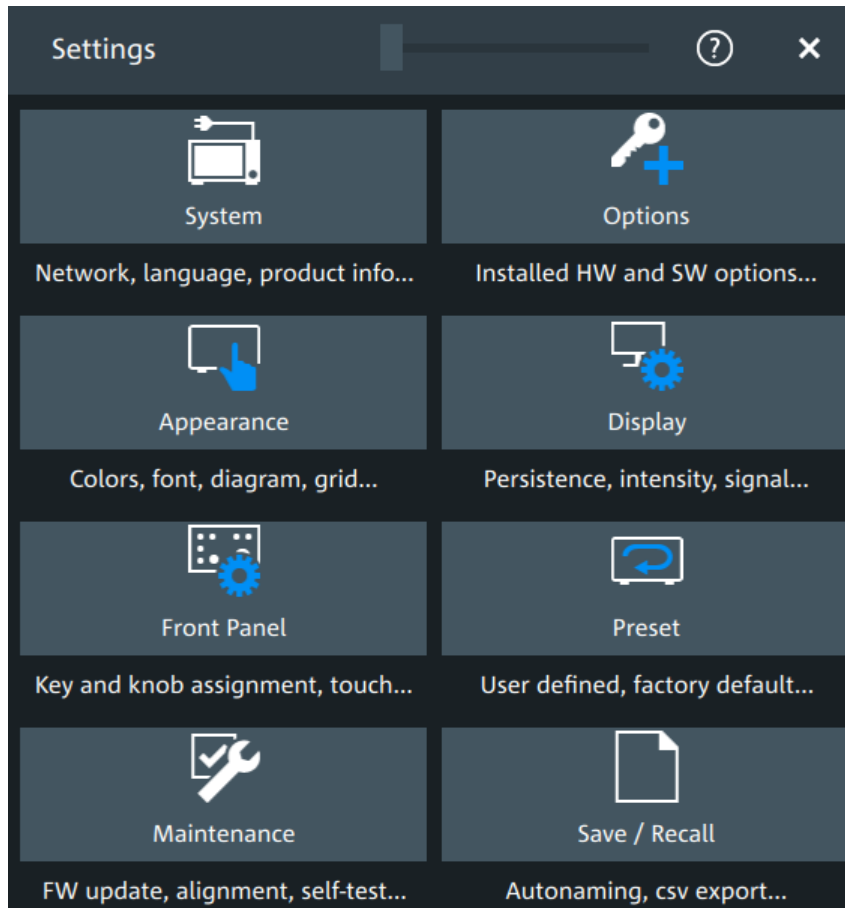 Settings
?
System
Options
Network, language, product info...
Installed HW and SW options...
Appearance
Display
Colors, font, diagram, grid...
Persistence, intensity, signal...
Front Panel
Preset
Key and knob assignment, touch...
User defined, factory default...
Maintenance
Save / Recall
FW update, alignment, self-test...
Autonaming, csv export...